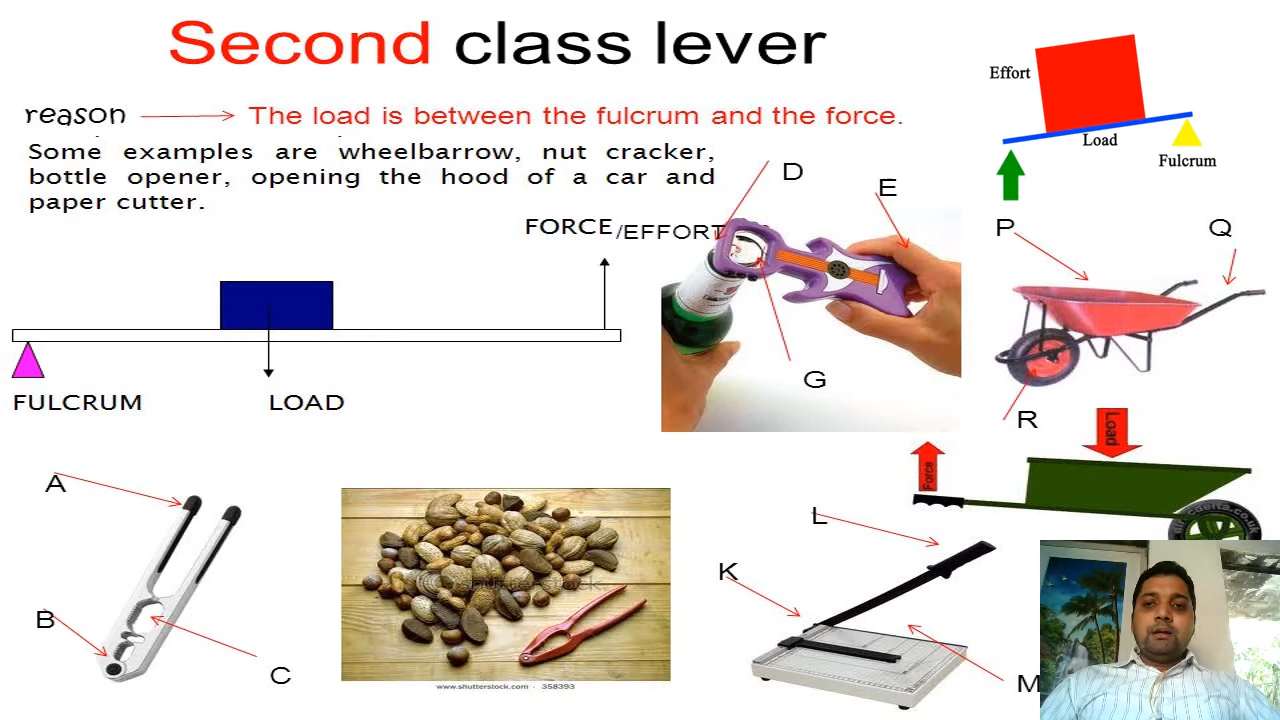 Second class lever
reason
The load is between the fulcrum and the force.
Some examples are wheelbarrow, nut cracker,
bottle opener, opening the hood of a car and
paper cutter.
Effort
Load
Fulcrum
FORCE /EFFORT
FULCRUM
LOAD
D
E
G
P
Q
R
Load
Force
A
B
C
shutterstock
www.shutterstock.com · 358393
L
K
M